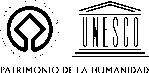 UNESCO
PATRIMONIO DE LA HUMANIDAD